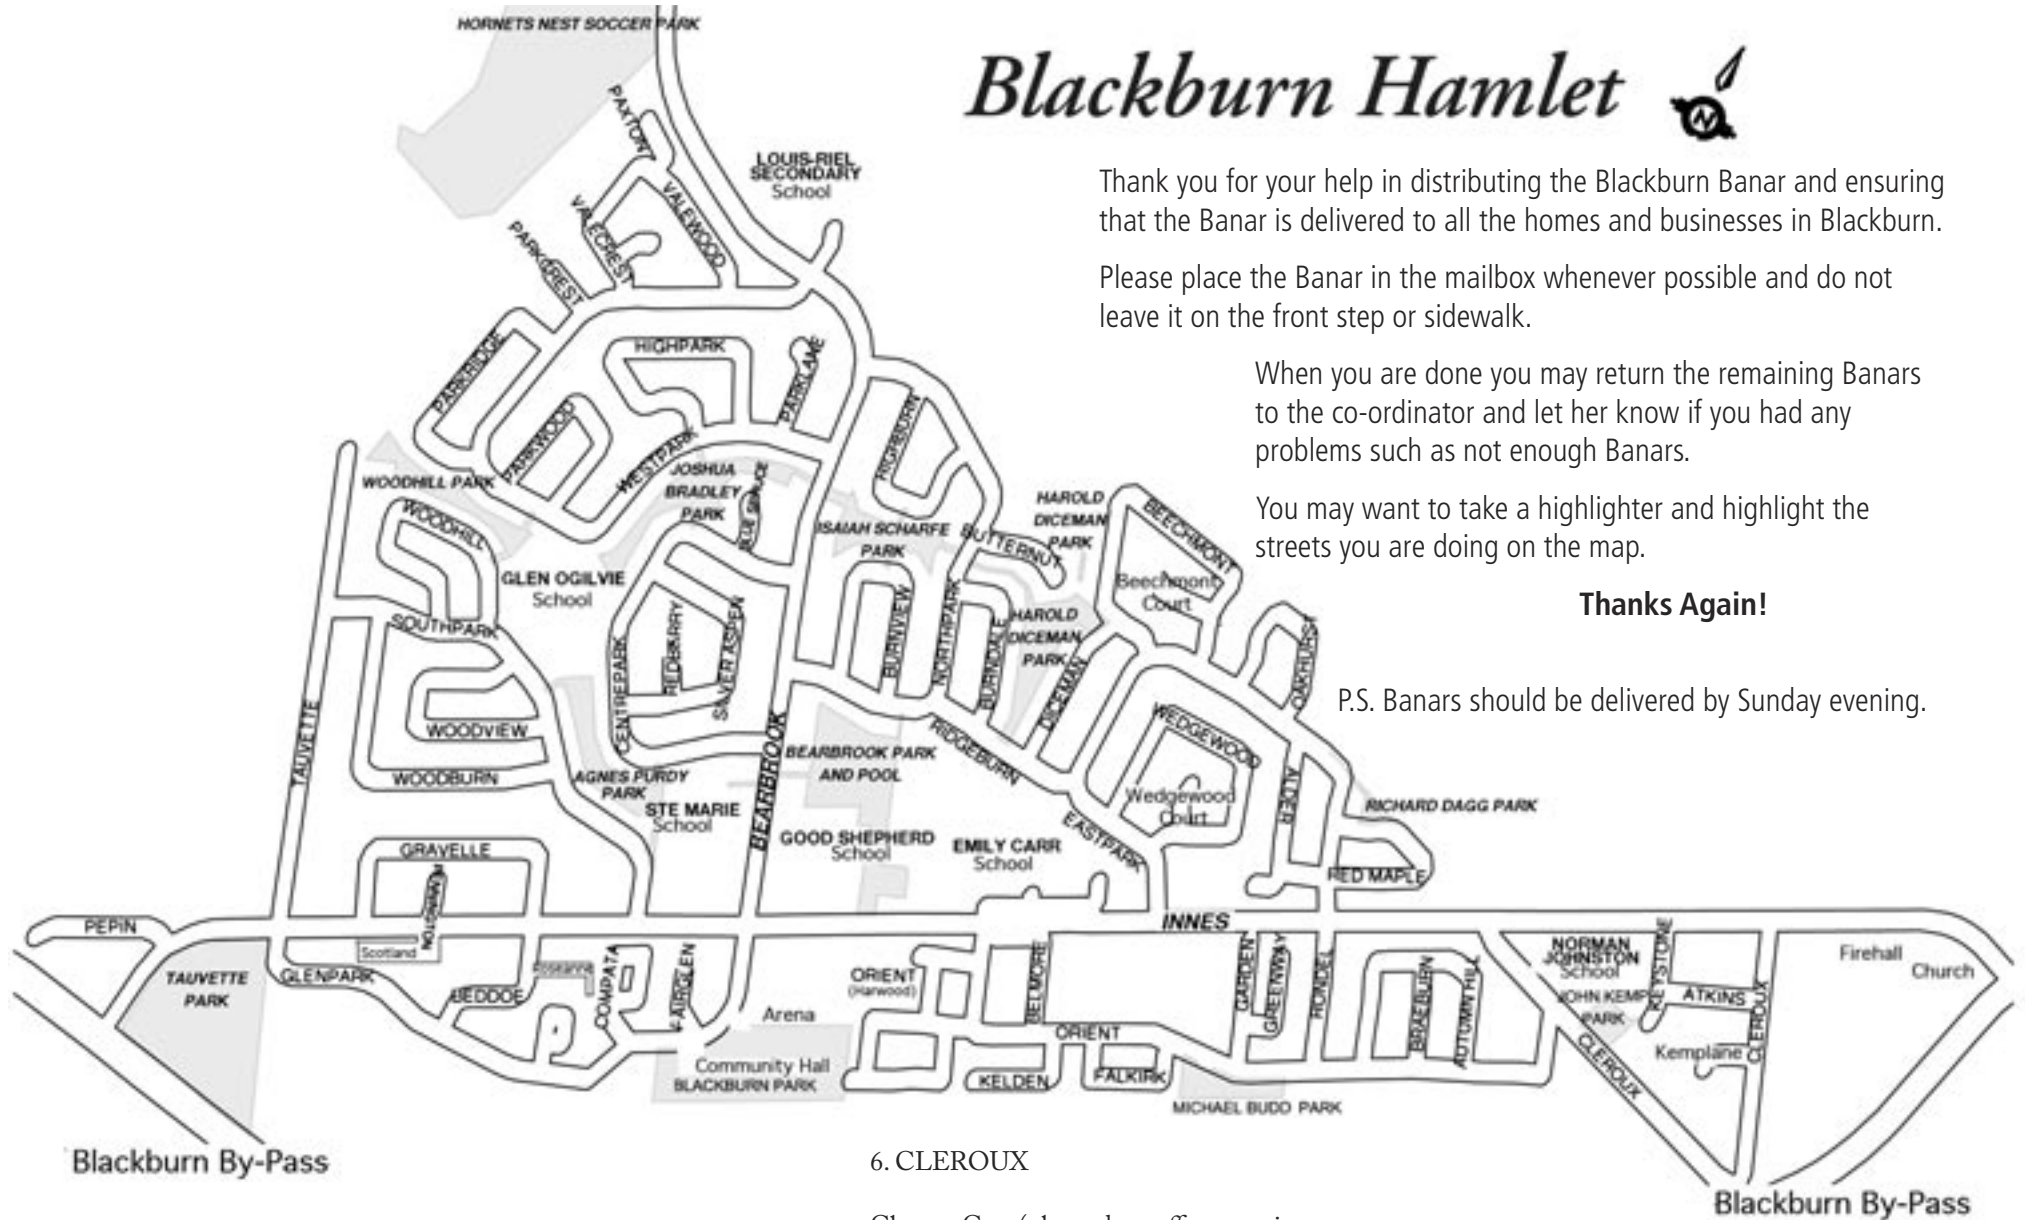 HORNETS NEST SOCCER PARK
Blackburn Hamlet
N
PAXTON
LOUIS-RIEL
SECONDARY
School
Thank you for your help in distributing the Blackburn Banar and ensuring
that the Banar is delivered to all the homes and businesses in Blackburn.
Please place the Banar in the mailbox whenever possible and do not
leave it on the front step or sidewalk.
When you are done you may return the remaining Banars
to the co-ordinator and let her know if you had any
problems such as not enough Banars.
You may want to take a highlighter and highlight the
streets you are doing on the map.
Thanks Again!
P.S. Banars should be delivered by Sunday evening.
VALEWOOD
VALECREST
PARKCREST
PARKRIDGE
HIGHPARK
PARKLANE
PARKWOOD
WESTPARK
HIGHBURN
WOODHILL PARK
JOSHUA
BRADLEY
PARK
BLUE SPRUCE
WOODHILL
ISAIAH SCHARFE
PARK
BUTTERNUT
HAROLD
DICEMAN
PARK
BEECHMONT
Beechmont
Court
GLEN OGILVIE
School
SOUTHPARK
CENTREPARK
REDBARRY
SILVER ASPEN
BURNVIEW
NORTHPARK
BURNDALE
HAROLD
DICEMAN
PARK
DICEMAN
OAKHURST
TAUVETTE
WOODVIEW
WOODBURN
AGNES PURDY
PARK
STE MARIE
School
BEARBROOK
BEARBROOK PARK
AND POOL
RIDGEBURN
WEDGEWOOD
Wedgewood
Court
ALDER
RICHARD DAGG PARK
GOOD SHEPHERD
School
EMILY CARR
School
EASTPARK
RED MAPLE
GRAVELLE
PENNINGTON
PEPIN
INNES
Scotland
TAUVETTE
PARK
GLENPARK
BEDDOE
Roseanna
COMPATA
FAIRGLEN
ORIENT
(Harwood)
BELMORE
GARDEN
GREENWAY
RONDEL
BRAEBURN
AUTUMN HILL
NORMAN
JOHNSTON
School
KEYSTONE
Firehall
Church
JOHN KEMP
PARK
ATKINS
CLEROUX
Arena
ORIENT
Kemplane
CLEROUX
Community Hall
BLACKBURN PARK
KELDEN
FALKIRK
MICHAEL BUDD PARK
Blackburn By-Pass
6. CLEROUX
Blackburn By-Pass